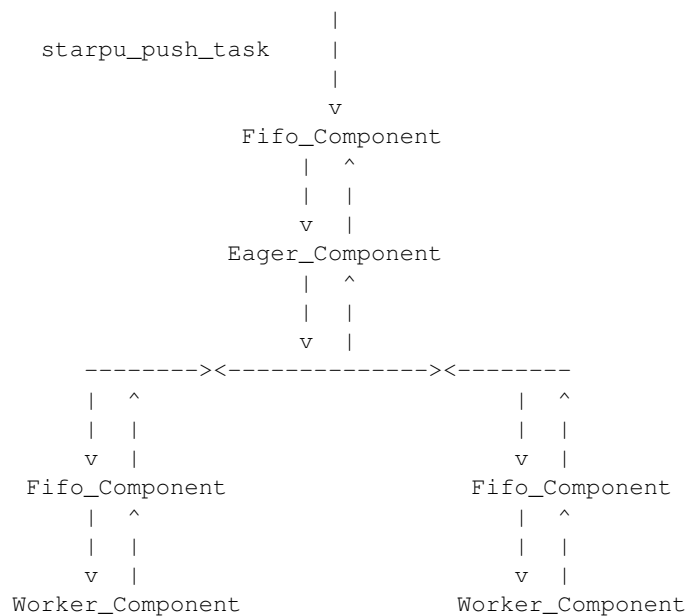 |
starpu_push_task |
|
v
Fifo_Component
| ^
| |
v |
Eager_Component
| ^
| |
v |
--------><--------------><--------
| ^ | ^
| | | |
v | v |
Fifo_Component Fifo_Component
| ^ | ^
| | | |
v | v |
Worker_Component Worker_Component